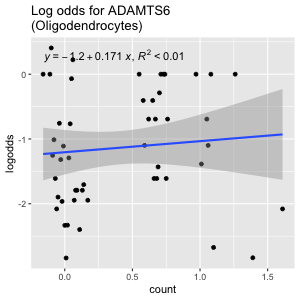 Log odds for ADAMTS6
(Oligodendrocytes)
y = −1.2 + 0.171 x, R² < 0.01
0
-1
-2
logodds
0.0 0.5 1.0 1.5
count